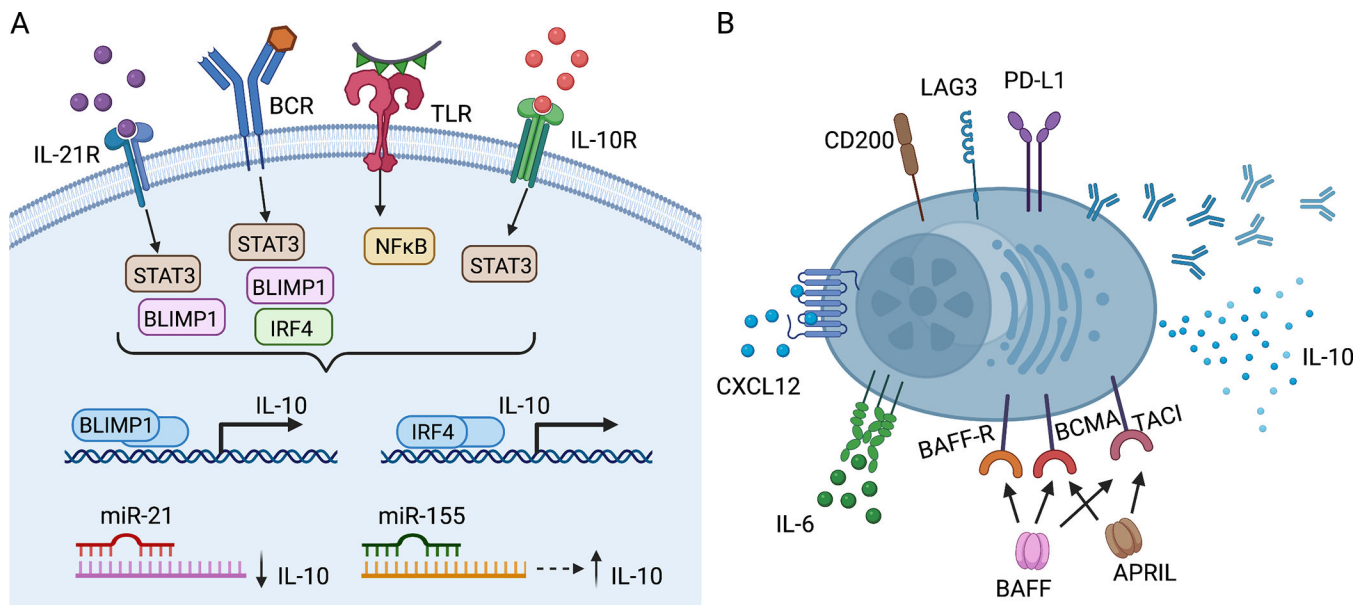 A
BCR
TLR
IL-21R
IL-10R
STAT3
BLIMP1
STAT3
BLIMP1
IRF4
NFκB
STAT3
BLIMP1
IL-10
IRF4
IL-10
miR-21
IL-10
miR-155
IL-10
B
CD200
LAG3
PD-L1
CXCL12
IL-10
IL-6
BAFF-R
BCMA
TACI
BAFF
APRIL